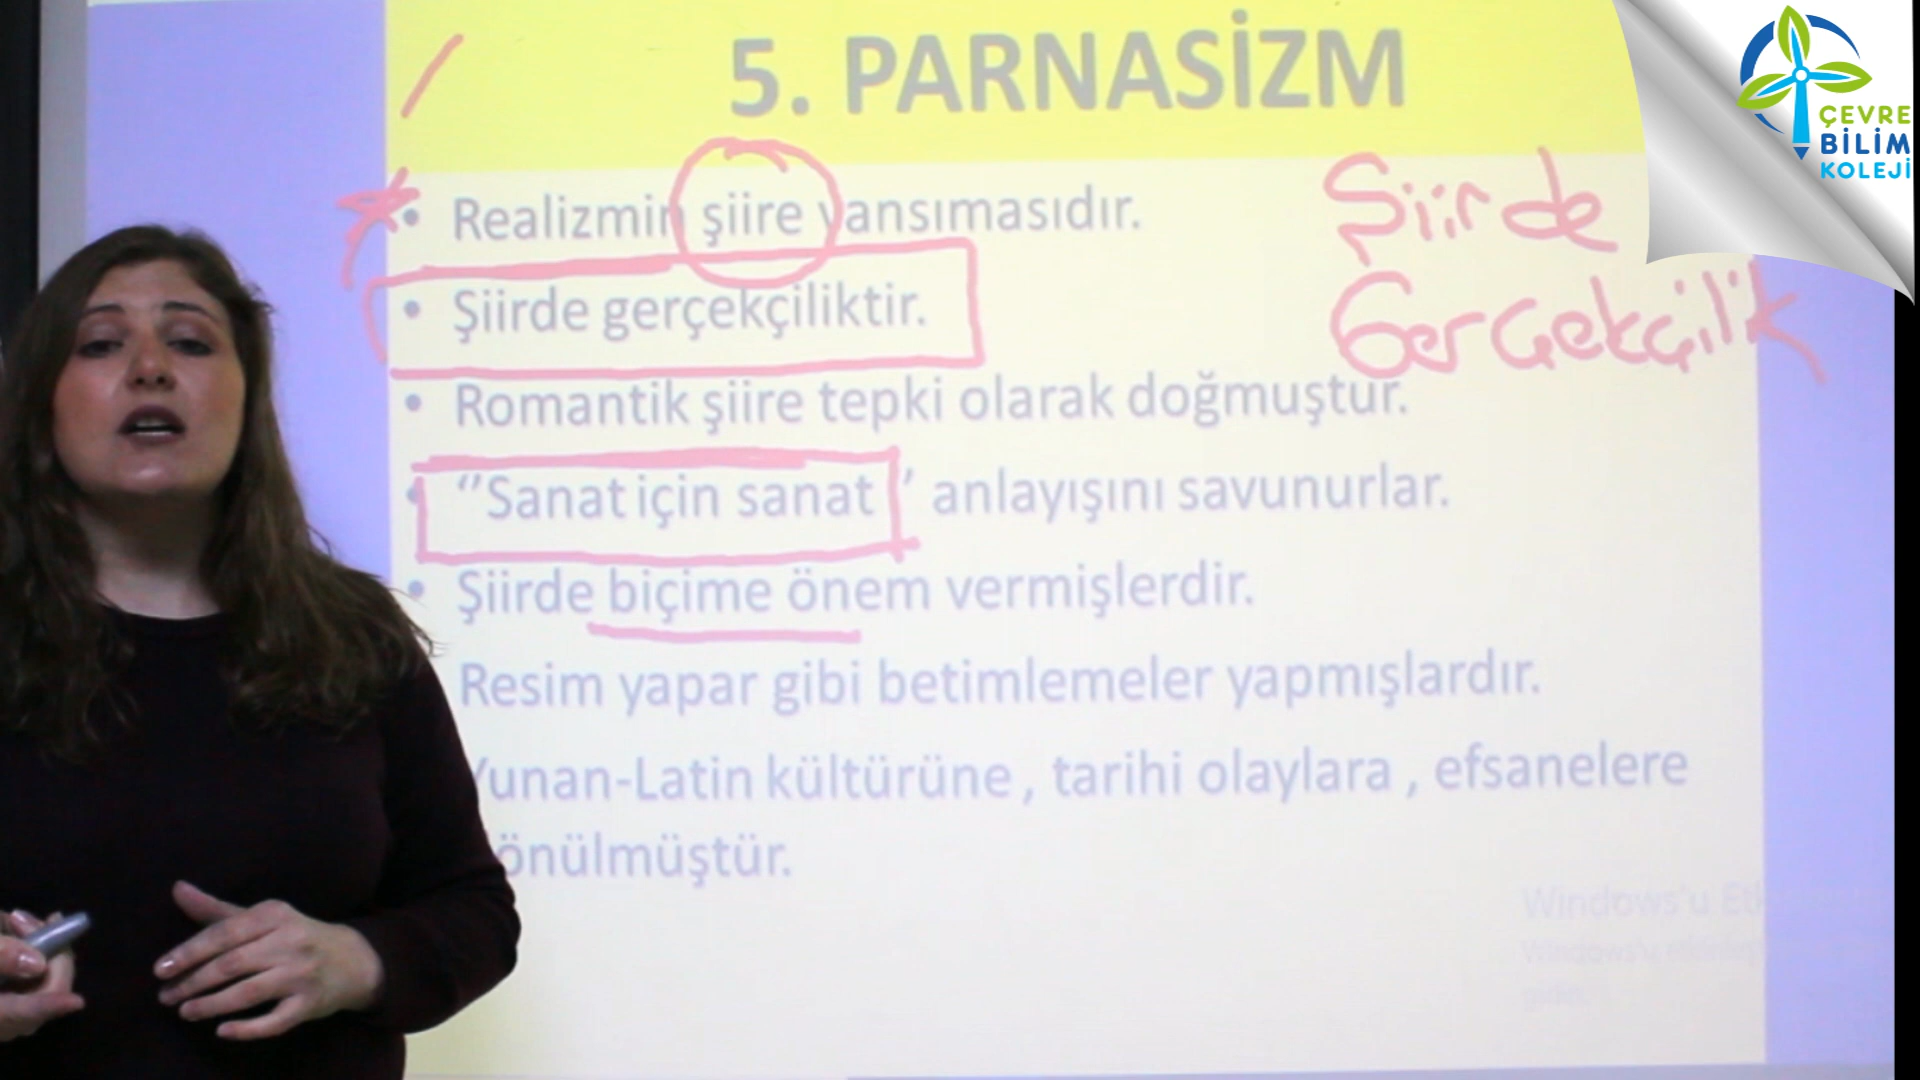 5. PARNASİZM
ÇEVRE
BİLİM
KOLEJİ
• Realizmin şiire yansımasıdır.
Şiirde
Gerçekçilik
• Şiirde gerçekçiliktir.
• Romantik şiire tepki olarak doğmuştur.
• ‘’Sanat için sanat ’ anlayışını savunurlar.
• Şiirde biçime önem vermişlerdir.
Resim yapar gibi betimlemeler yapmışlardır.
Yunan-Latin kültürüne , tarihi olaylara , efsanelere
önülmüştür.
Windows'u